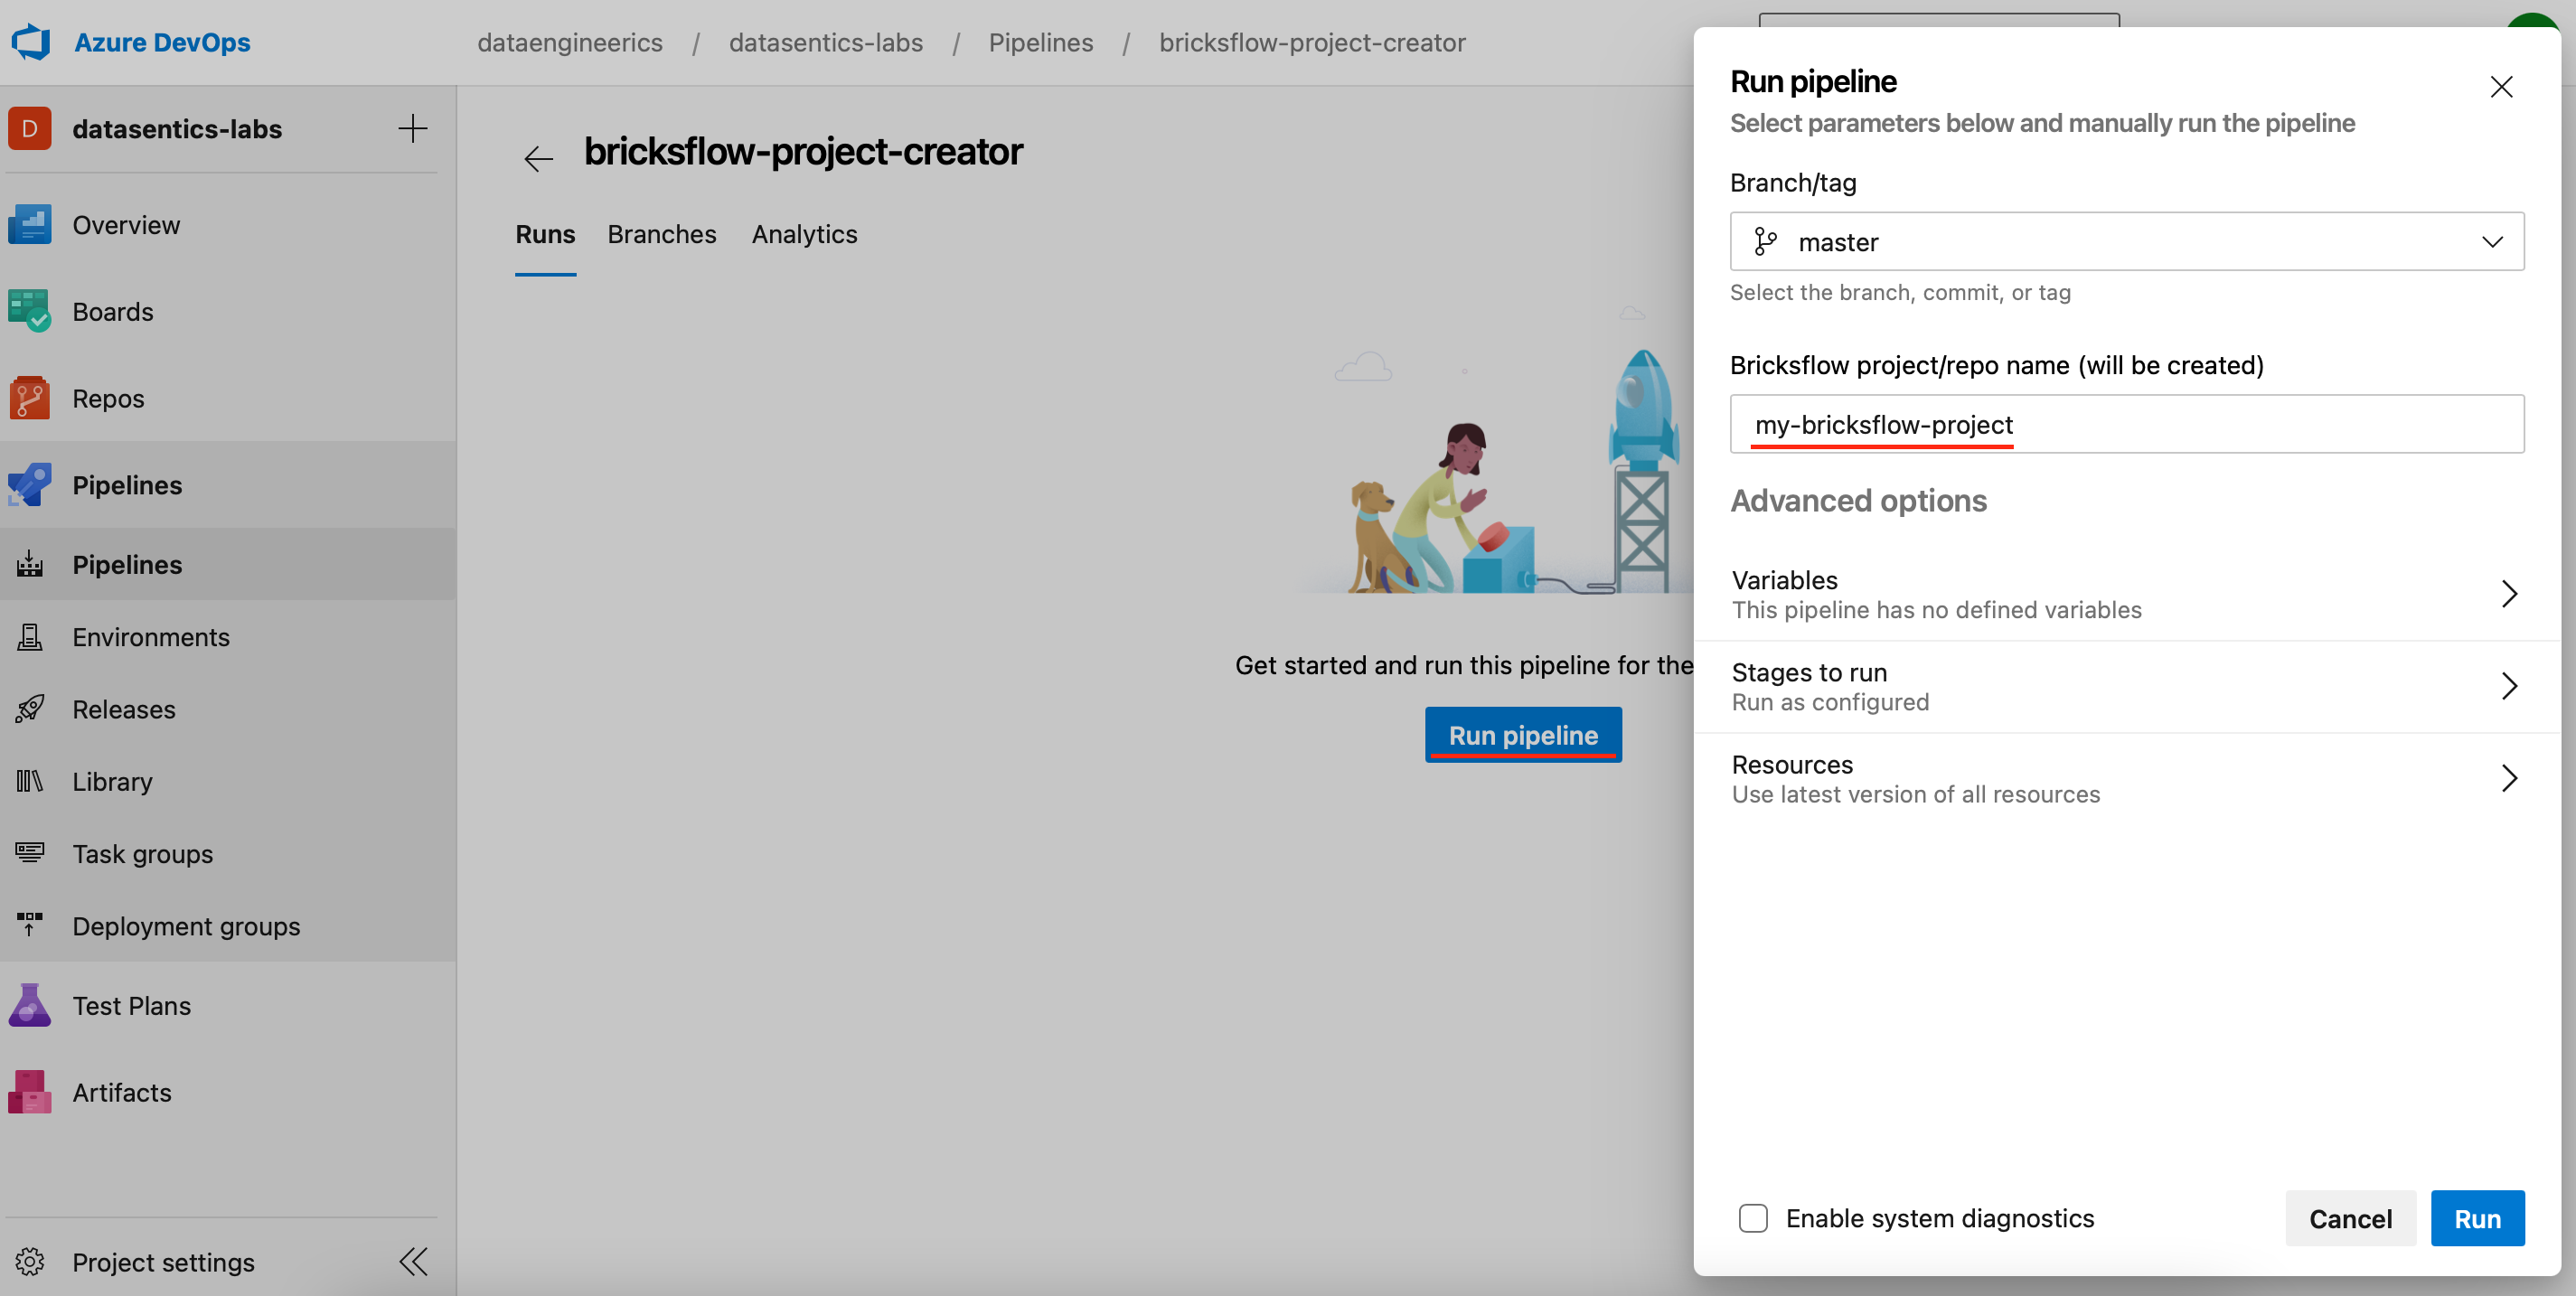 Azure DevOps
dataengineerics / datasentics-labs / Pipelines / bricksflow-project-creator
D datasentics-labs
Overview
Boards
Repos
Pipelines
Pipelines
Environments
Releases
Library
Task groups
Deployment groups
Test Plans
Artifacts
Project settings
bricksflow-project-creator
Runs Branches Analytics
Get started and run this pipeline for the
Run pipeline
Run pipeline
Select parameters below and manually run the pipeline
Branch/tag
master
Select the branch, commit, or tag
Bricksflow project/repo name (will be created)
my-bricksflow-project
Advanced options
Variables
This pipeline has no defined variables
Stages to run
Run as configured
Resources
Use latest version of all resources
Enable system diagnostics
Cancel Run